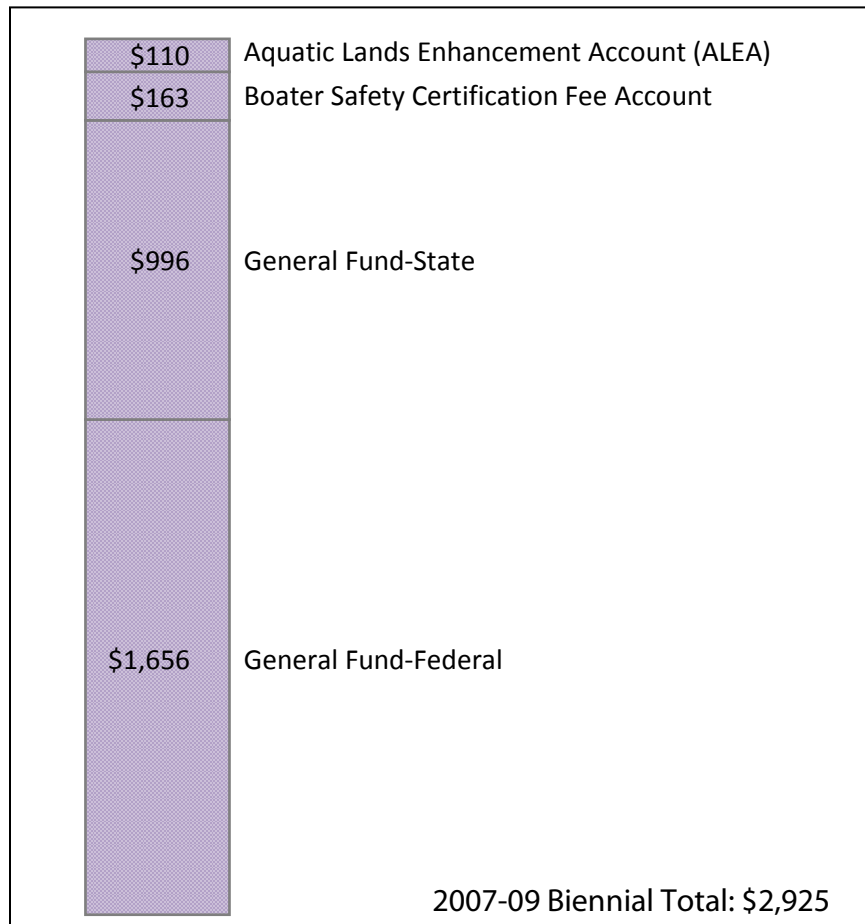 $110 Aquatic Lands Enhancement Account (ALEA)
$163 Boater Safety Certification Fee Account
$996 General Fund-State
$1,656 General Fund-Federal
2007-09 Biennial Total: $2,925